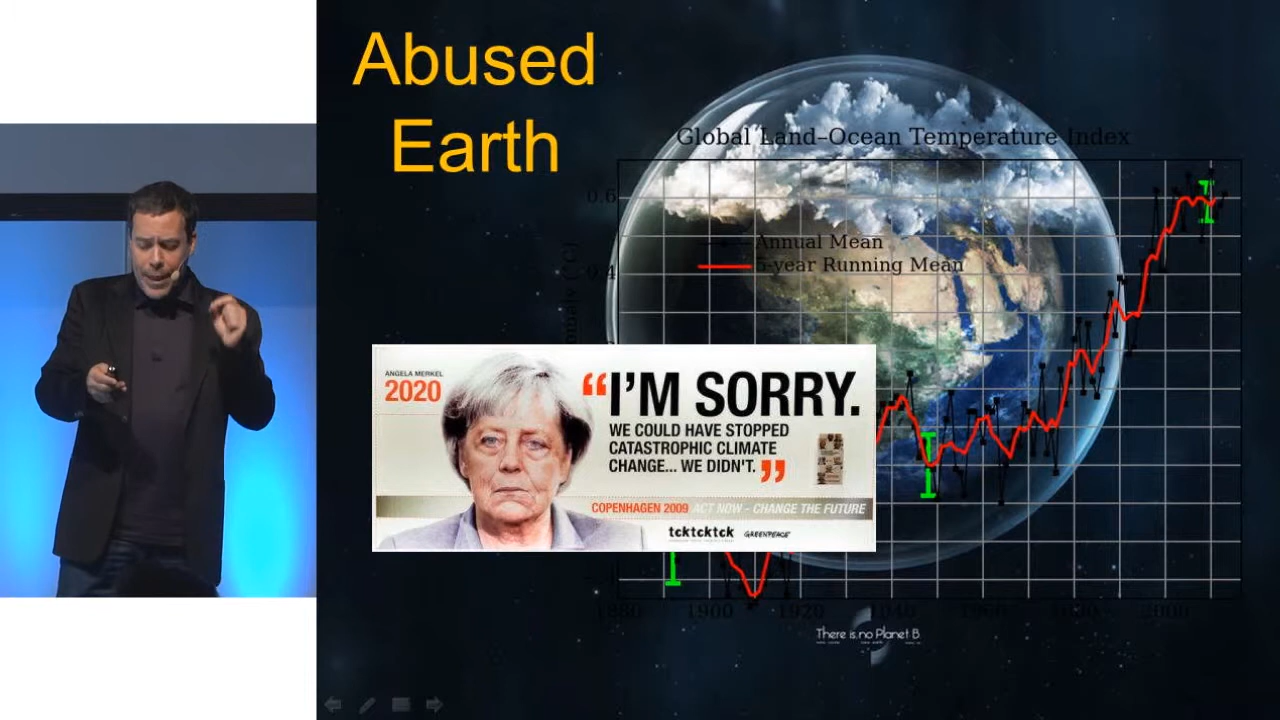 Abused
Earth
Global Land–Ocean Temperature Index
0.6
Annual Mean
0.4
5-year Running Mean
ANGELA MERKEL
2020
“I’M SORRY.
WE COULD HAVE STOPPED
CATASTROPHIC CLIMATE
CHANGE... WE DIDN'T.”
COPENHAGEN 2009 ACT NOW - CHANGE THE FUTURE
tcktcktck GREENPEACE
1880 1900 1920 1940 1960 1980 2000
There is no Planet B